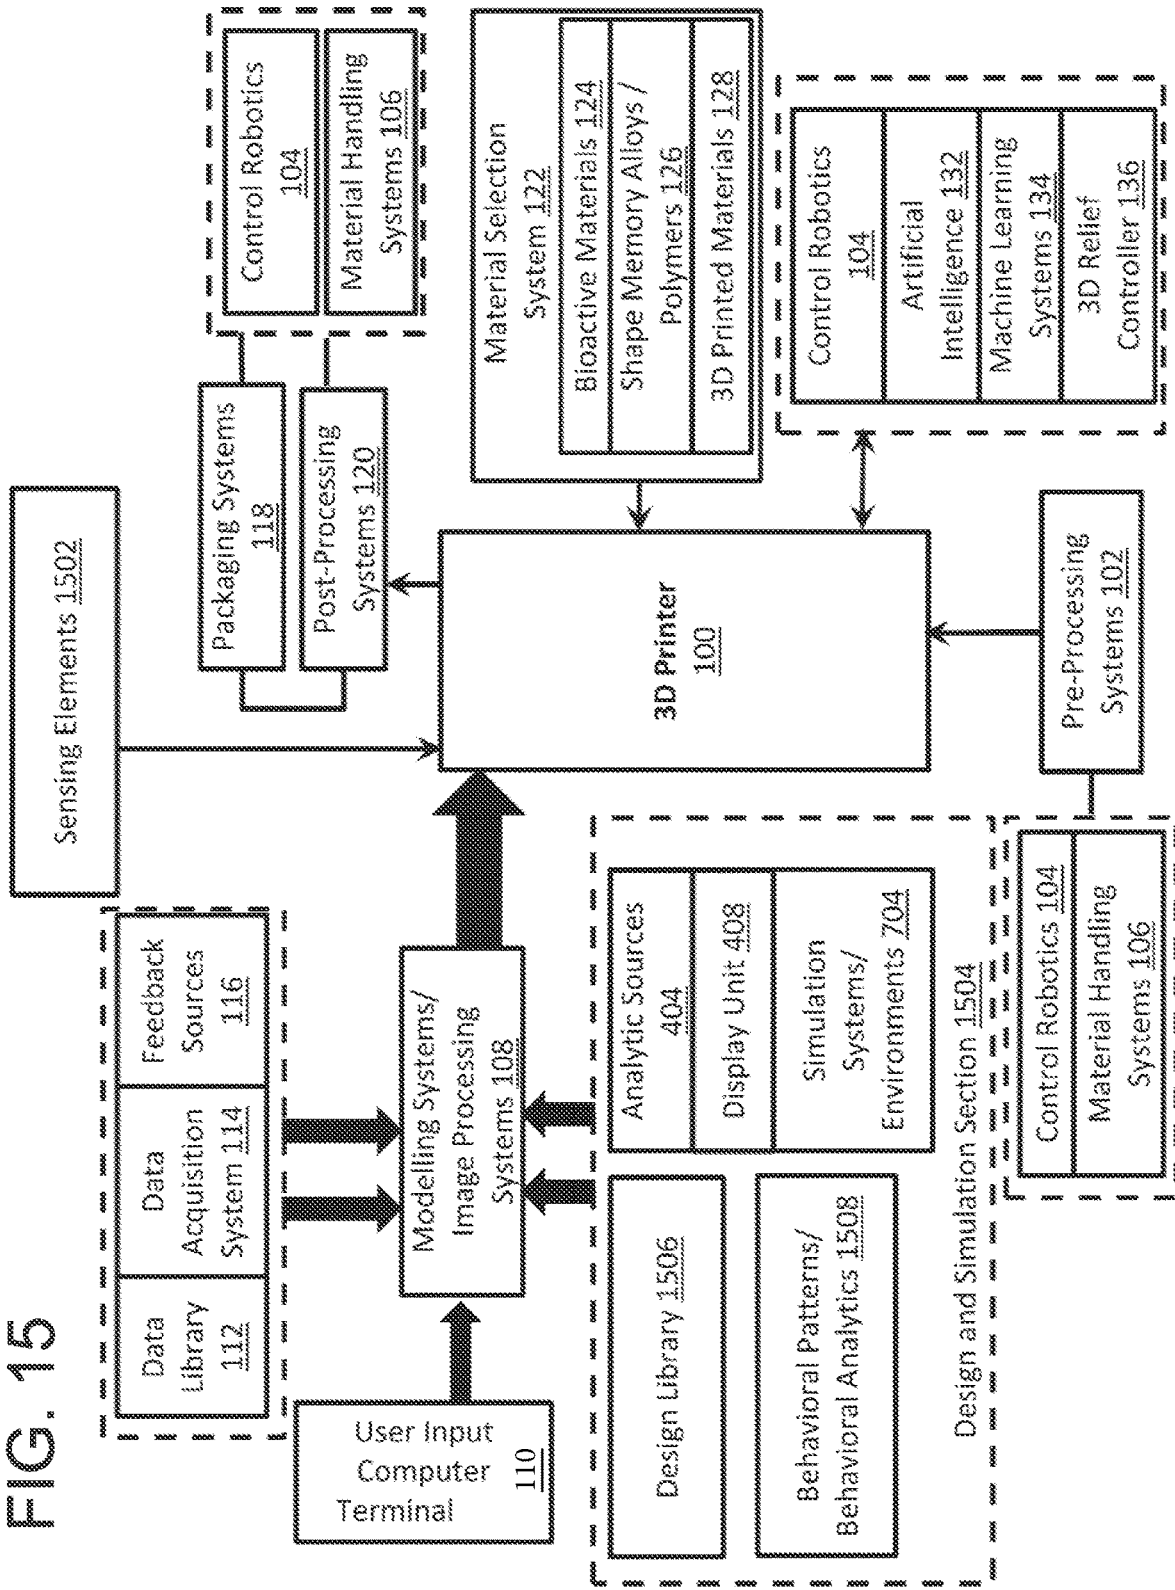 FIG. 15
Data
Library
112
Data
Acquisition
System 114
Feedback
Sources
116
Sensing Elements 1502
Packaging Systems
118
Post-Processing
Systems 120
Control Robotics
104
Material Handling
Systems 106
User Input
Computer
Terminal
110
Modelling Systems/
Image Processing
Systems 108
3D Printer
100
Material Selection
System 122
Bioactive Materials 124
Shape Memory Alloys /
Polymers 126
3D Printed Materials 128
Design Library 1506
Behavioral Patterns/
Behavioral Analytics 1508
Analytic Sources
404
Display Unit 408
Simulation
Systems/
Environments 704
Design and Simulation Section 1504
Control Robotics
104
Artificial
Intelligence 132
Machine Learning
Systems 134
3D Relief
Controller 136
Control Robotics 104
Material Handling
Systems 106
Pre-Processing
Systems 102